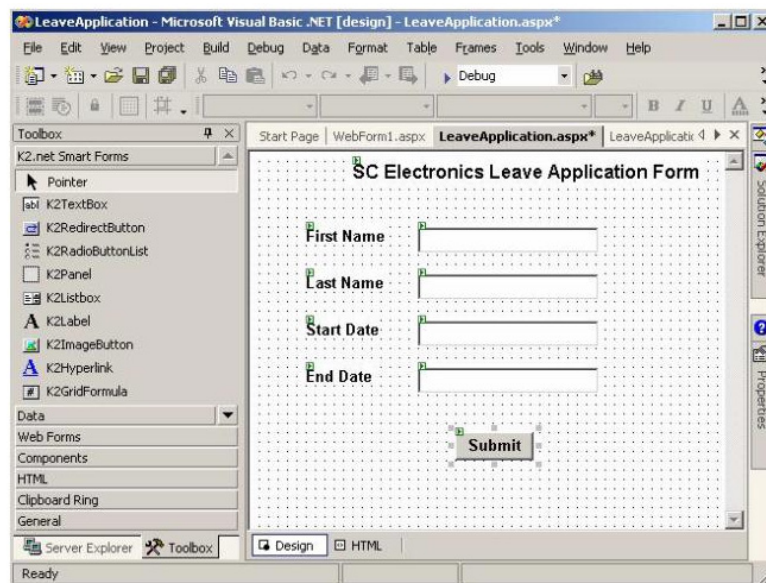 LeaveApplication - Microsoft Visual Basic .NET [design] - LeaveApplication.aspx*
File Edit View Project Build Debug Data Format Table Frames Tools Window Help
Debug
B I U A
Toolbox
K2.net Smart Forms
Pointer
K2TextBox
K2RedirectButton
K2RadioButtonList
K2Panel
K2Listbox
K2Label
K2ImageButton
K2Hyperlink
K2GridFormula
Data
Web Forms
Components
HTML
Clipboard Ring
General
Server Explorer Toolbox
Start Page WebForm1.aspx LeaveApplication.aspx* LeaveApplicatic
SC Electronics Leave Application Form
First Name
Last Name
Start Date
End Date
Submit
Design HTML
Solution Explorer
Properties
Ready